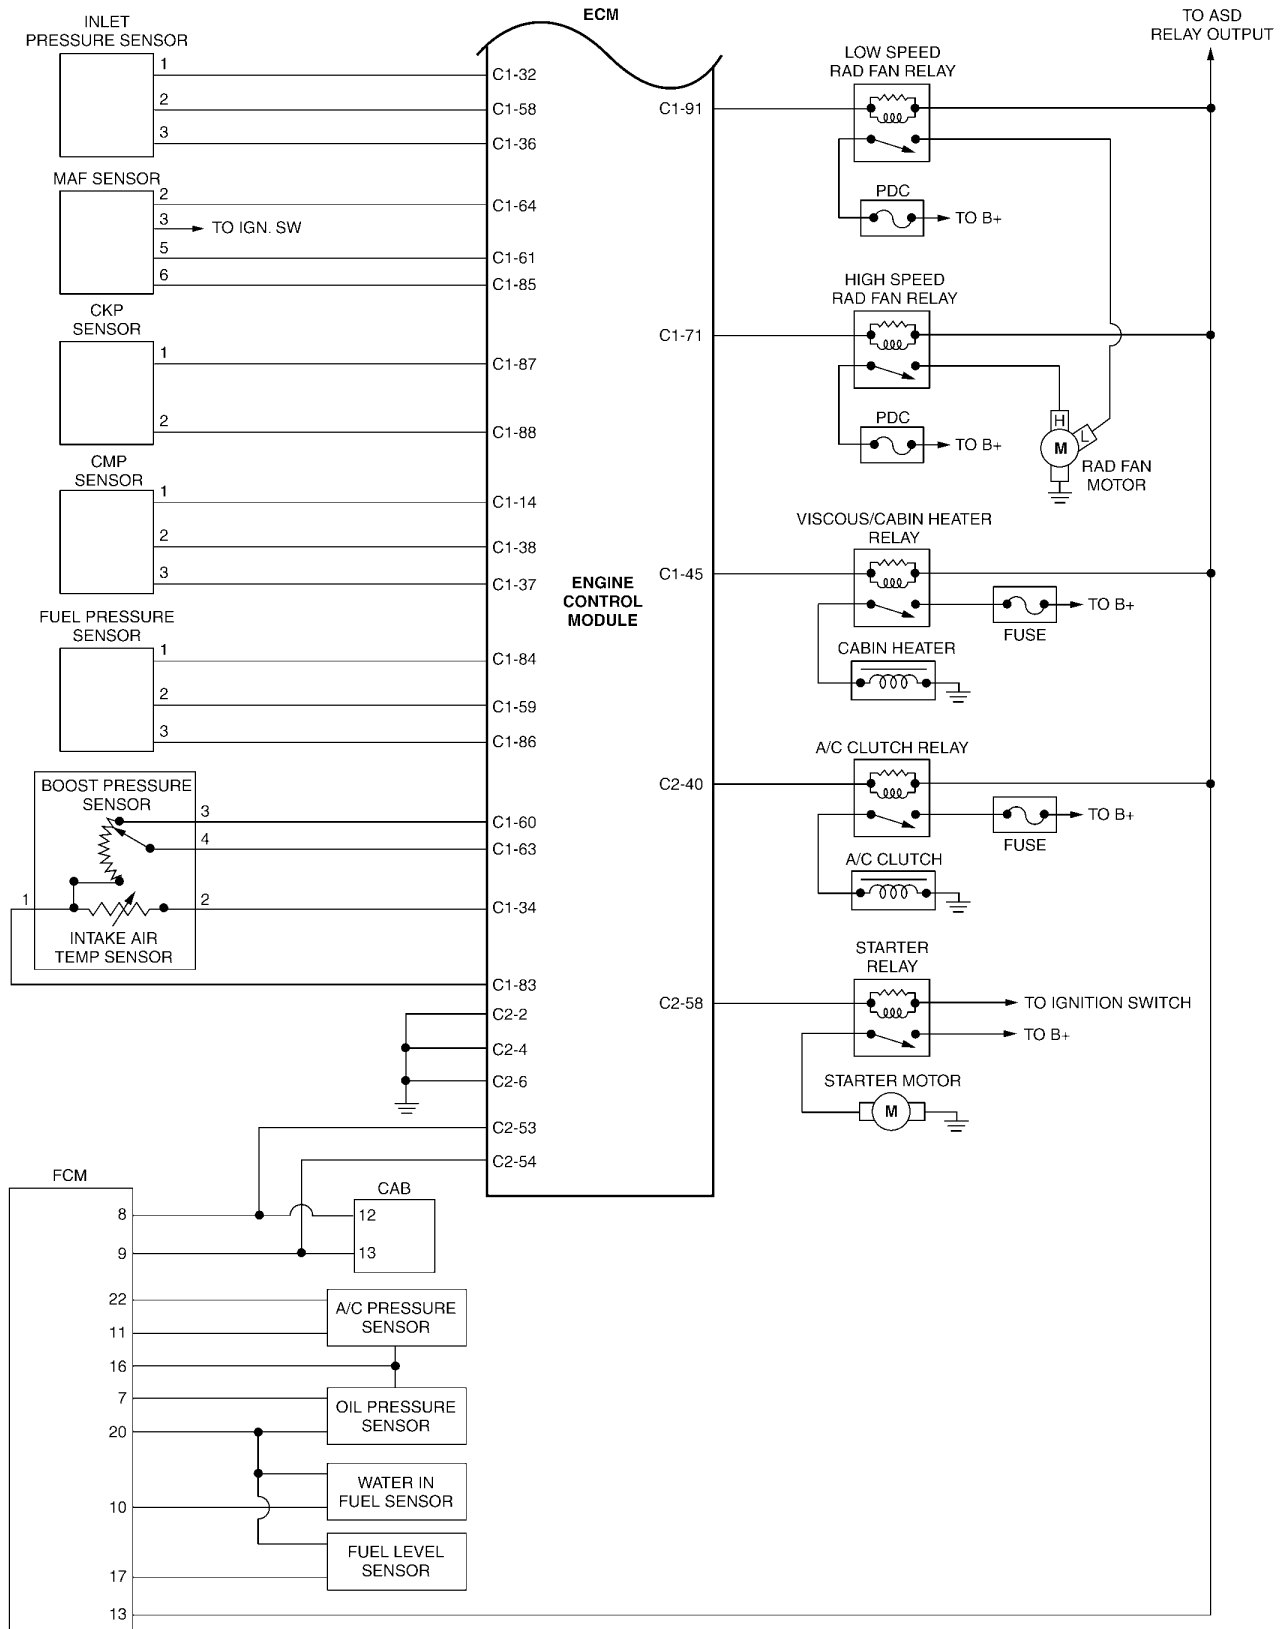 ECM
TO ASD
RELAY OUTPUT
INLET
PRESSURE SENSOR
1
C1-32
2
C1-58
3
C1-36
MAF SENSOR
2
C1-64
3
TO IGN. SW
5
C1-61
6
C1-85
CKP
SENSOR
1
C1-87
2
C1-88
CMP
SENSOR
1
C1-14
2
C1-38
3
C1-37
FUEL PRESSURE
SENSOR
1
C1-84
2
C1-59
3
C1-86
BOOST PRESSURE
SENSOR
3
C1-60
4
C1-63
1
2
C1-34
INTAKE AIR
TEMP SENSOR
C1-83
C2-2
C2-4
C2-6
C2-53
C2-54
ENGINE
CONTROL
MODULE
LOW SPEED
RAD FAN RELAY
C1-91
PDC
TO B+
HIGH SPEED
RAD FAN RELAY
C1-71
PDC
TO B+
H
L
M
RAD FAN
MOTOR
VISCOUS/CABIN HEATER
RELAY
C1-45
TO B+
FUSE
CABIN HEATER
A/C CLUTCH RELAY
C2-40
TO B+
FUSE
A/C CLUTCH
STARTER
RELAY
C2-58
TO IGNITION SWITCH
TO B+
STARTER MOTOR
M
FCM
CAB
8
12
9
13
22
A/C PRESSURE
SENSOR
11
16
7
OIL PRESSURE
SENSOR
20
WATER IN
FUEL SENSOR
10
FUEL LEVEL
SENSOR
17
13